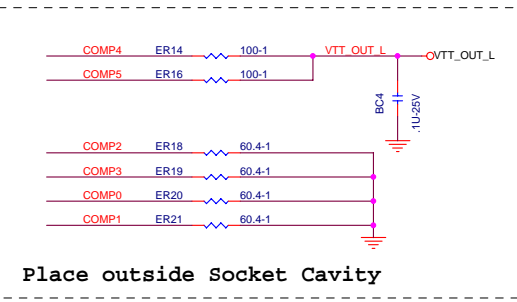 COMP4 ER14 100-1 VTT_OUT_L VTT_OUT_L
COMP5 ER16 100-1
BC4
.1U-25V
COMP2 ER18 60.4-1
COMP3 ER19 60.4-1
COMP0 ER20 60.4-1
COMP1 ER21 60.4-1
Place outside Socket Cavity